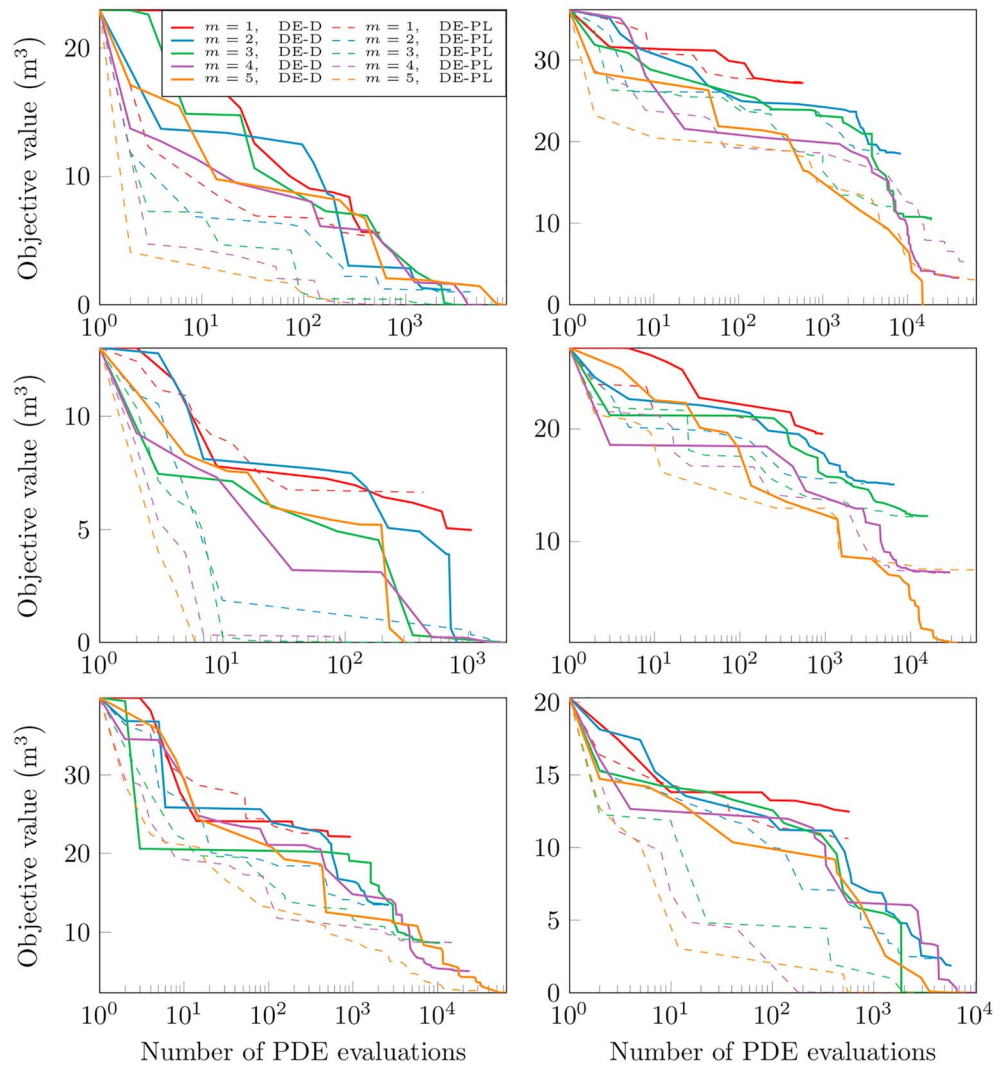 m = 1, DE-D m = 1, DE-PL
m = 2, DE-D m = 2, DE-PL
m = 3, DE-D m = 3, DE-PL
m = 4, DE-D m = 4, DE-PL
m = 5, DE-D m = 5, DE-PL
Objective value (m³)
20
10
0
10⁰ 10¹ 10² 10³
30
20
10
0
10⁰ 10¹ 10² 10³ 10⁴
Objective value (m³)
10
5
0
10⁰ 10¹ 10² 10³
20
10
10⁰ 10¹ 10² 10³ 10⁴
Objective value (m³)
30
20
10
10⁰ 10¹ 10² 10³ 10⁴
Number of PDE evaluations
20
15
10
5
0
10⁰ 10¹ 10² 10³ 10⁴
Number of PDE evaluations